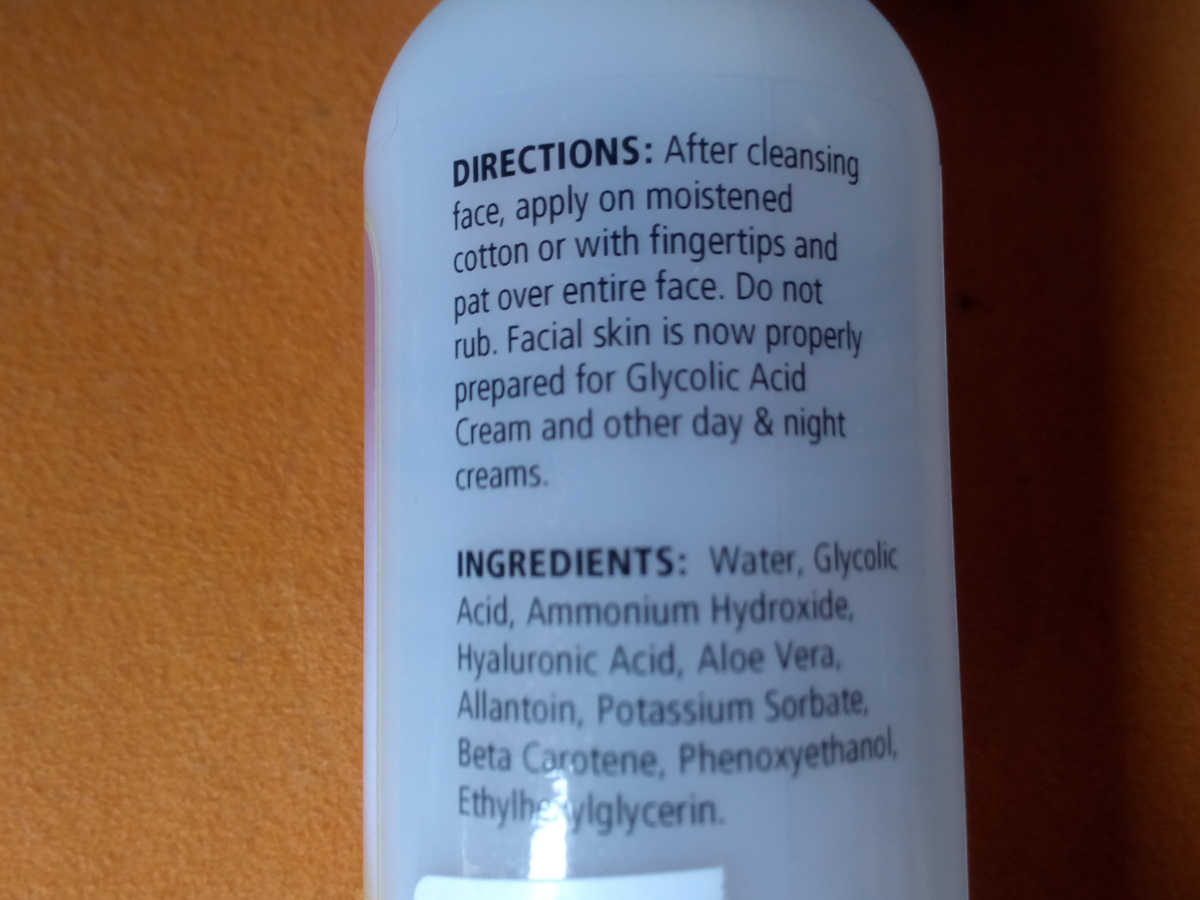 DIRECTIONS: After cleansing
face, apply on moistened
cotton or with fingertips and
pat over entire face. Do not
rub. Facial skin is now properly
prepared for Glycolic Acid
Cream and other day & night
creams.
INGREDIENTS: Water, Glycolic
Acid, Ammonium Hydroxide,
Hyaluronic Acid, Aloe Vera,
Allantoin, Potassium Sorbate,
Beta Carotene, Phenoxyethanol,
Ethylhexylglycerin.